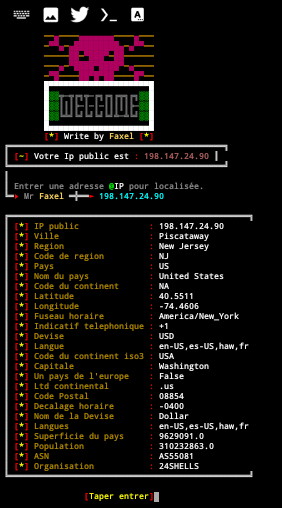 WELCOME
[*] Write by Faxel [*]
[~] Votre Ip public est : 198.147.24.90
Entrer une adresse @IP pour localisée.
Mr Faxel 198.147.24.90
[*] IP public : 198.147.24.90
[*] Ville : Piscataway
[*] Region : New Jersey
[*] Code de region : NJ
[*] Pays : US
[*] Nom du pays : United States
[*] Code du continent : NA
[*] Latitude : 40.5511
[*] Longitude : -74.4606
[*] Fuseau horaire : America/New_York
[*] Indicatif telephonique : +1
[*] Devise : USD
[*] Langue : en-US,es-US,haw,fr
[*] Code du continent iso3 : USA
[*] Capitale : Washington
[*] Un pays de l'europe : False
[*] Ltd continental : .us
[*] Code Postal : 08854
[*] Decalage horaire : -0400
[*] Nom de la Devise : Dollar
[*] Langues : en-US,es-US,haw,fr
[*] Superficie du pays : 9629091.0
[*] Population : 310232863.0
[*] ASN : AS55081
[*] Organisation : 24SHELLS
[Taper entrer]